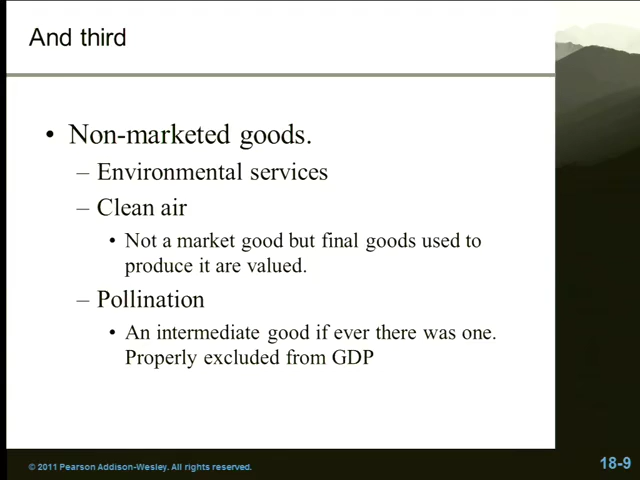 And third
• Non-marketed goods.
– Environmental services
– Clean air
• Not a market good but final goods used to
produce it are valued.
– Pollination
• An intermediate good if ever there was one.
Properly excluded from GDP
© 2011 Pearson Addison-Wesley. All rights reserved.
18-9